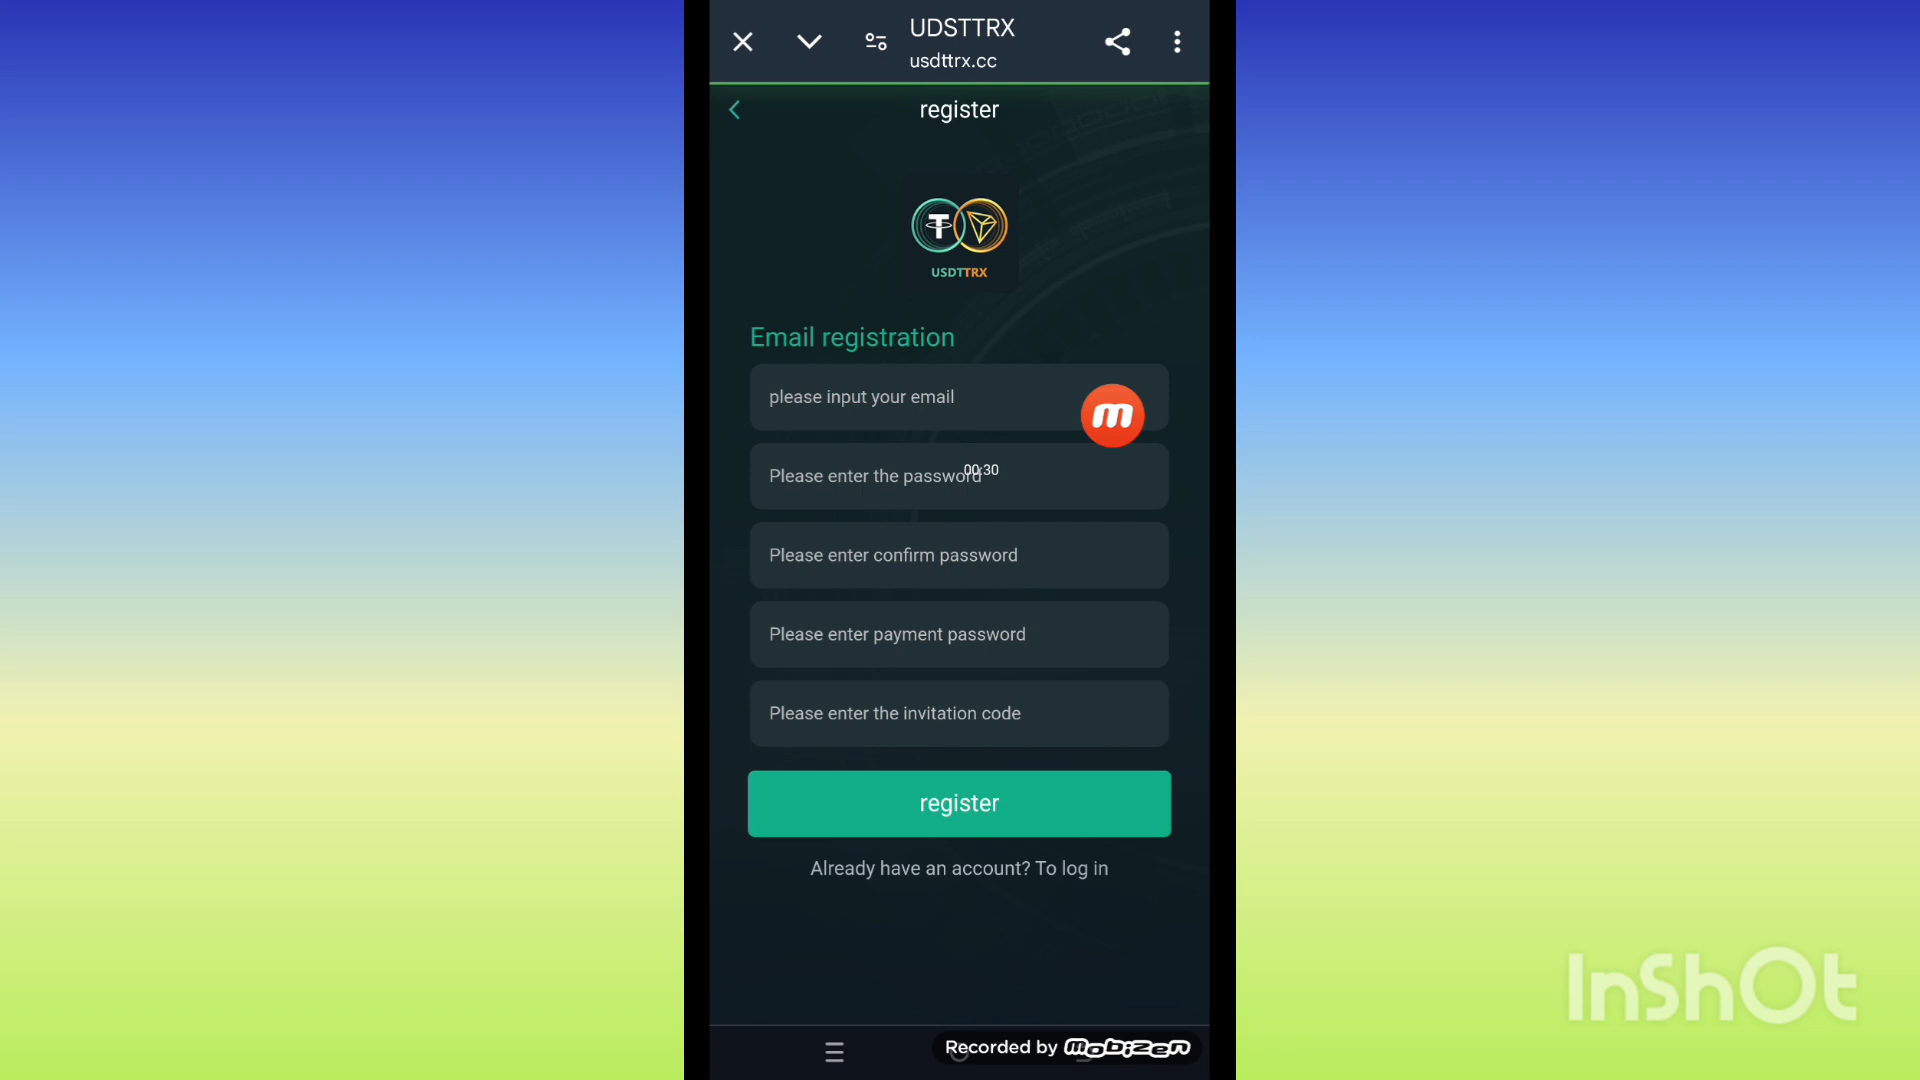 UDSTTRX
usdttrx.cc
register
USDTTRX
Email registration
please input your email
m
00:30
Please enter the password
Please enter confirm password
Please enter payment password
Please enter the invitation code
register
Already have an account? To log in
Recorded by mobizen
InShOt